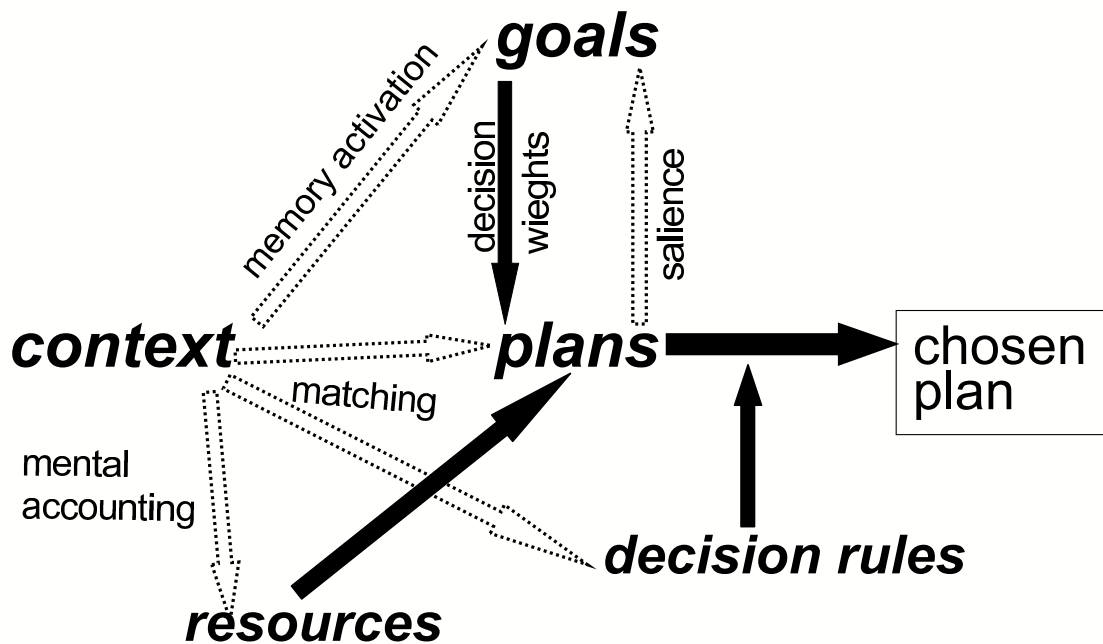 goals
memory activation
decision
wieghts
salience
context
plans
chosen
plan
matching
mental
accounting
decision rules
resources